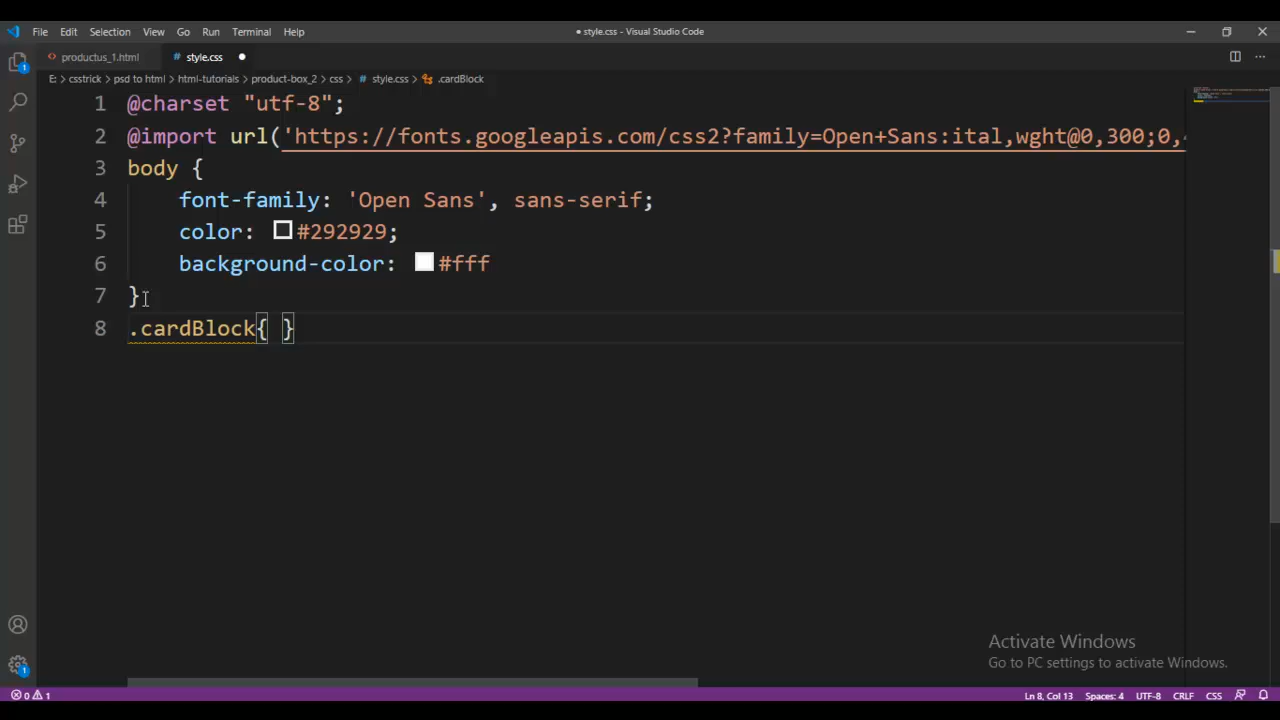 File Edit Selection View Go Run Terminal Help
● style.css - Visual Studio Code
productus_1.html # style.css
E: > csstrick > psd to html > html-tutorials > product-box_2 > css > # style.css > .cardBlock
1 @charset "utf-8";
2 @import url('https://fonts.googleapis.com/css2?family=Open+Sans:ital,wght@0,300;0,
3 body {
4 font-family: 'Open Sans', sans-serif;
5 color: #292929;
6 background-color: #fff
7 }
8 .cardBlock{ }
Activate Windows
Go to PC settings to activate Windows.
0 1 Ln 8, Col 13 Spaces: 4 UTF-8 CRLF CSS
1
1